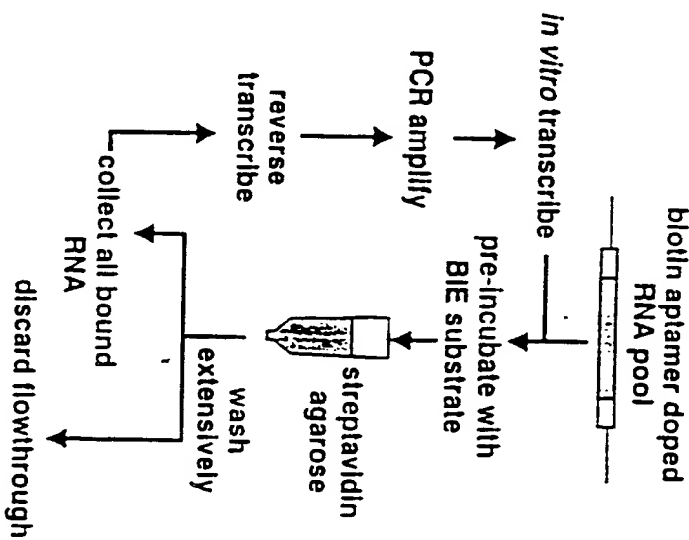 biotin aptamer doped
RNA pool
in vitro transcribe
pre-incubate with
BIE substrate
PCR amplify
streptavidin
agarose
reverse
transcribe
wash
extensively
collect all bound
RNA
discard flowthrough